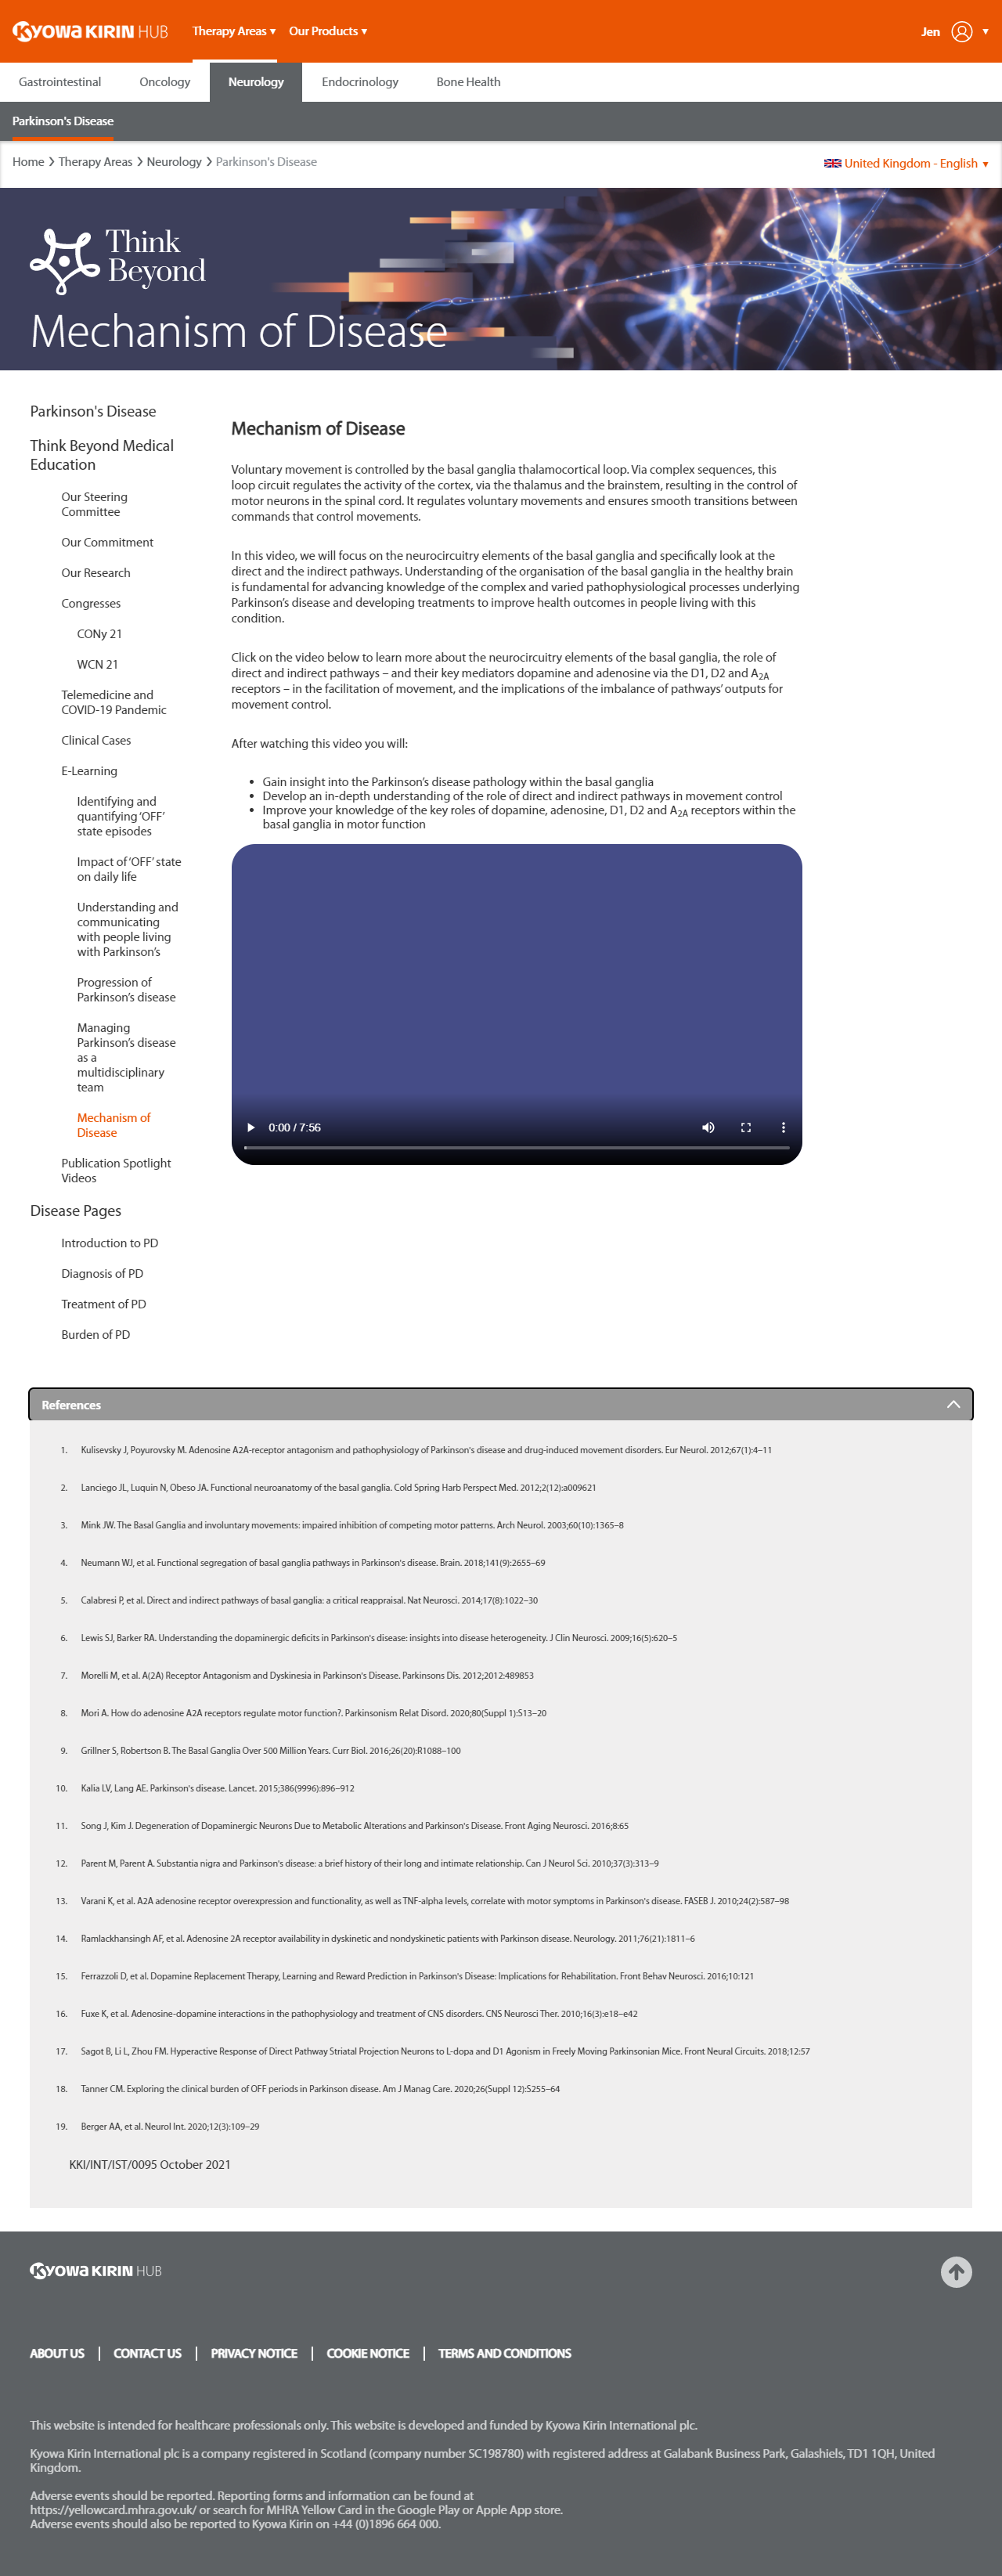 KYOWA KIRIN HUB
Therapy Areas ▼ Our Products ▼
Jen ▼
Gastrointestinal Oncology Neurology Endocrinology Bone Health
Parkinson's Disease
Home > Therapy Areas > Neurology > Parkinson's Disease
United Kingdom - English ▼
Think
Beyond
Mechanism of Disease
Parkinson's Disease
Think Beyond Medical
Education
Our Steering
Committee
Our Commitment
Our Research
Congresses
CONy 21
WCN 21
Telemedicine and
COVID-19 Pandemic
Clinical Cases
E-Learning
Identifying and
quantifying ‘OFF’
state episodes
Impact of ‘OFF’ state
on daily life
Understanding and
communicating
with people living
with Parkinson’s
Progression of
Parkinson’s disease
Managing
Parkinson’s disease
as a
multidisciplinary
team
Mechanism of
Disease
Publication Spotlight
Videos
Disease Pages
Introduction to PD
Diagnosis of PD
Treatment of PD
Burden of PD
Mechanism of Disease
Voluntary movement is controlled by the basal ganglia thalamocortical loop. Via complex sequences, this
loop circuit regulates the activity of the cortex, via the thalamus and the brainstem, resulting in the control of
motor neurons in the spinal cord. It regulates voluntary movements and ensures smooth transitions between
commands that control movements.
In this video, we will focus on the neurocircuitry elements of the basal ganglia and specifically look at the
direct and the indirect pathways. Understanding of the organisation of the basal ganglia in the healthy brain
is fundamental for advancing knowledge of the complex and varied pathophysiological processes underlying
Parkinson’s disease and developing treatments to improve health outcomes in people living with this
condition.
Click on the video below to learn more about the neurocircuitry elements of the basal ganglia, the role of
direct and indirect pathways – and their key mediators dopamine and adenosine via the D1, D2 and A2A
receptors – in the facilitation of movement, and the implications of the imbalance of pathways’ outputs for
movement control.
After watching this video you will:
• Gain insight into the Parkinson’s disease pathology within the basal ganglia
• Develop an in-depth understanding of the role of direct and indirect pathways in movement control
• Improve your knowledge of the key roles of dopamine, adenosine, D1, D2 and A2A receptors within the
basal ganglia in motor function
0:00 / 7:56
References
1. Kulisevsky J, Poyurovsky M. Adenosine A2A-receptor antagonism and pathophysiology of Parkinson's disease and drug-induced movement disorders. Eur Neurol. 2012;67(1):4–11
2. Lanciego JL, Luquin N, Obeso JA. Functional neuroanatomy of the basal ganglia. Cold Spring Harb Perspect Med. 2012;2(12):a009621
3. Mink JW. The Basal Ganglia and involuntary movements: impaired inhibition of competing motor patterns. Arch Neurol. 2003;60(10):1365–8
4. Neumann WJ, et al. Functional segregation of basal ganglia pathways in Parkinson's disease. Brain. 2018;141(9):2655–69
5. Calabresi P, et al. Direct and indirect pathways of basal ganglia: a critical reappraisal. Nat Neurosci. 2014;17(8):1022–30
6. Lewis SJ, Barker RA. Understanding the dopaminergic deficits in Parkinson's disease: insights into disease heterogeneity. J Clin Neurosci. 2009;16(5):620–5
7. Morelli M, et al. A(2A) Receptor Antagonism and Dyskinesia in Parkinson's Disease. Parkinsons Dis. 2012;2012:489853
8. Mori A. How do adenosine A2A receptors regulate motor function?. Parkinsonism Relat Disord. 2020;80(Suppl 1):S13–20
9. Grillner S, Robertson B. The Basal Ganglia Over 500 Million Years. Curr Biol. 2016;26(20):R1088–100
10. Kalia LV, Lang AE. Parkinson's disease. Lancet. 2015;386(9996):896–912
11. Song J, Kim J. Degeneration of Dopaminergic Neurons Due to Metabolic Alterations and Parkinson's Disease. Front Aging Neurosci. 2016;8:65
12. Parent M, Parent A. Substantia nigra and Parkinson's disease: a brief history of their long and intimate relationship. Can J Neurol Sci. 2010;37(3):313–9
13. Varani K, et al. A2A adenosine receptor overexpression and functionality, as well as TNF-alpha levels, correlate with motor symptoms in Parkinson's disease. FASEB J. 2010;24(2):587–98
14. Ramlackhansingh AF, et al. Adenosine 2A receptor availability in dyskinetic and nondyskinetic patients with Parkinson disease. Neurology. 2011;76(21):1811–6
15. Ferrazzoli D, et al. Dopamine Replacement Therapy, Learning and Reward Prediction in Parkinson's Disease: Implications for Rehabilitation. Front Behav Neurosci. 2016;10:121
16. Fuxe K, et al. Adenosine-dopamine interactions in the pathophysiology and treatment of CNS disorders. CNS Neurosci Ther. 2010;16(3):e18–e42
17. Sagot B, Li L, Zhou FM. Hyperactive Response of Direct Pathway Striatal Projection Neurons to L-dopa and D1 Agonism in Freely Moving Parkinsonian Mice. Front Neural Circuits. 2018;12:57
18. Tanner CM. Exploring the clinical burden of OFF periods in Parkinson disease. Am J Manag Care. 2020;26(Suppl 12):S255–64
19. Berger AA, et al. Neurol Int. 2020;12(3):109–29
KKI/INT/IST/0095 October 2021
KYOWA KIRIN HUB
ABOUT US | CONTACT US | PRIVACY NOTICE | COOKIE NOTICE | TERMS AND CONDITIONS
This website is intended for healthcare professionals only. This website is developed and funded by Kyowa Kirin International plc.
Kyowa Kirin International plc is a company registered in Scotland (company number SC198780) with registered address at Galabank Business Park, Galashiels, TD1 1QH, United
Kingdom.
Adverse events should be reported. Reporting forms and information can be found at
https://yellowcard.mhra.gov.uk/ or search for MHRA Yellow Card in the Google Play or Apple App store.
Adverse events should also be reported to Kyowa Kirin on +44 (0)1896 664 000.